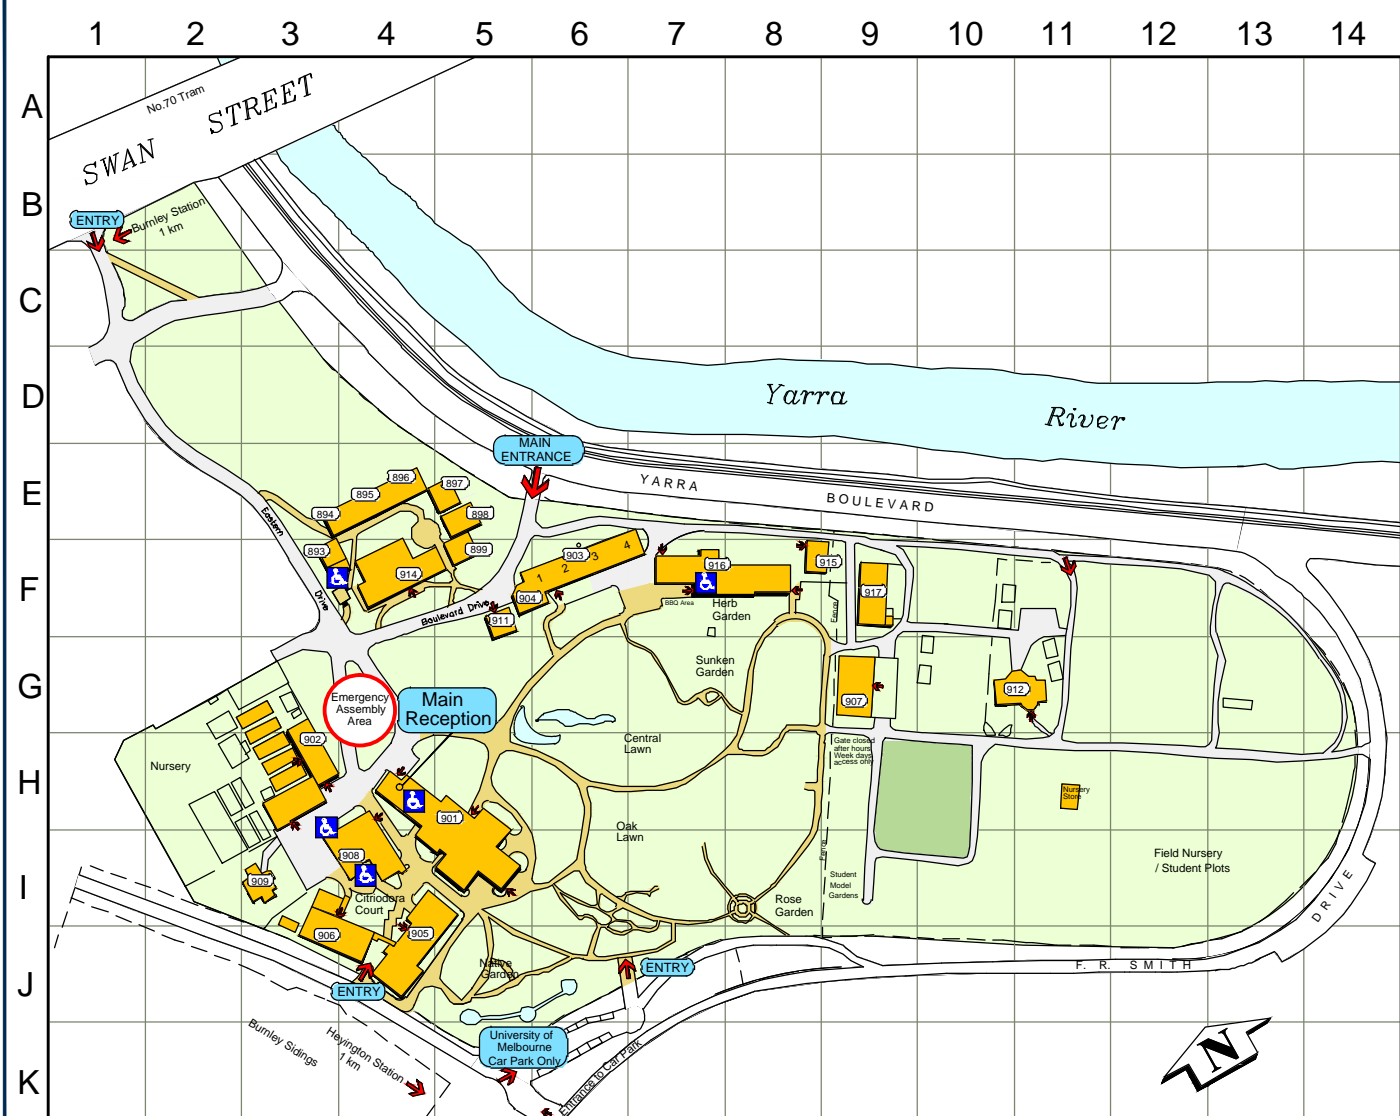 1 2 3 4 5 6 7 8 9 10 11 12 13 14
A
No.70 Tram
SWAN STREET
B
ENTRY
Burnley Station
1 km
C
D
Yarra River
MAIN
ENTRANCE
E
YARRA BOULEVARD
896
895
897
894
898
Eastern
Drive
893
899
903
1 2 3 4
914
904
911
Boulevard Drive
F
916
915
917
BBQ Area
Herb
Garden
Fence
Sunken
Garden
G
Emergency
Assembly
Area
Main
Reception
907
912
902
Nursery
Central
Lawn
Gate closed
after hours
Week days
access only
H
Nursery
Store
901
Oak
Lawn
908
Fence
Field Nursery
/ Student Plots
I
909
Citriodora
Court
Student
Model
Gardens
Rose
Garden
906
905
Native
Garden
J
ENTRY
ENTRY
F. R. SMITH DRIVE
University of
Melbourne
Car Park Only
Burnley Sidings
Heyington Station
1 km
Entrance to Car Park
K
N